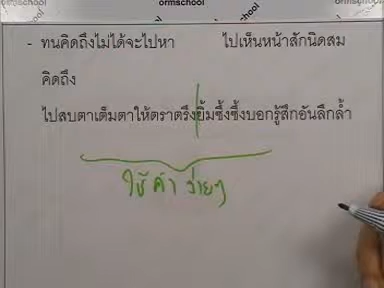 ormschool ormschool
- ทนคิดถึงไม่ได้จะไปหา ไปเห็นหน้าสักนิดสม
คิดถึง
ไปสบตาเต็มตาให้ตราตรึงยิ้มซึ้งซึ้งบอกรู้สึกอันลึกล้ำ
ใช้คำ ง่ายๆ